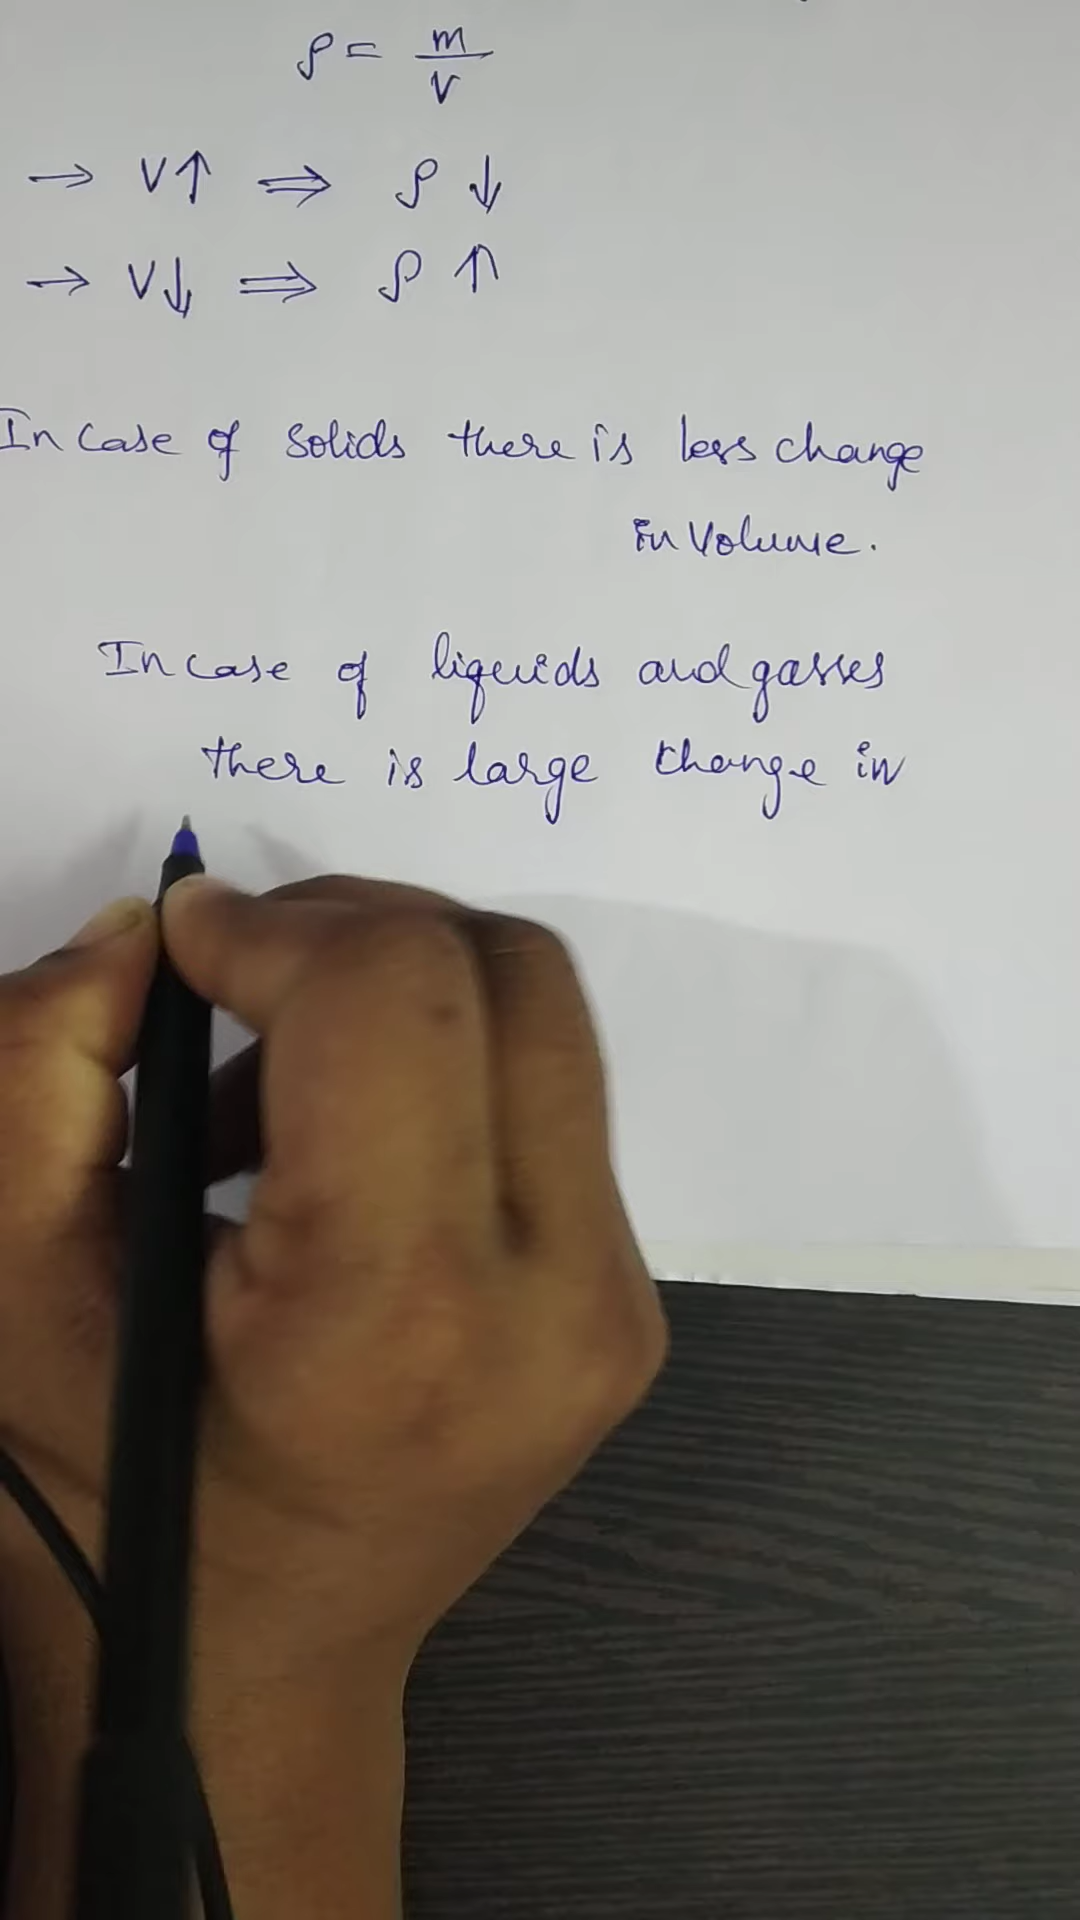 ρ = m/V
→ V↑ ⇒ ρ ↓
→ V↓ ⇒ ρ ↑
In case of solids there is less change
in volume.
In case of liquids and gasses
there is large change in